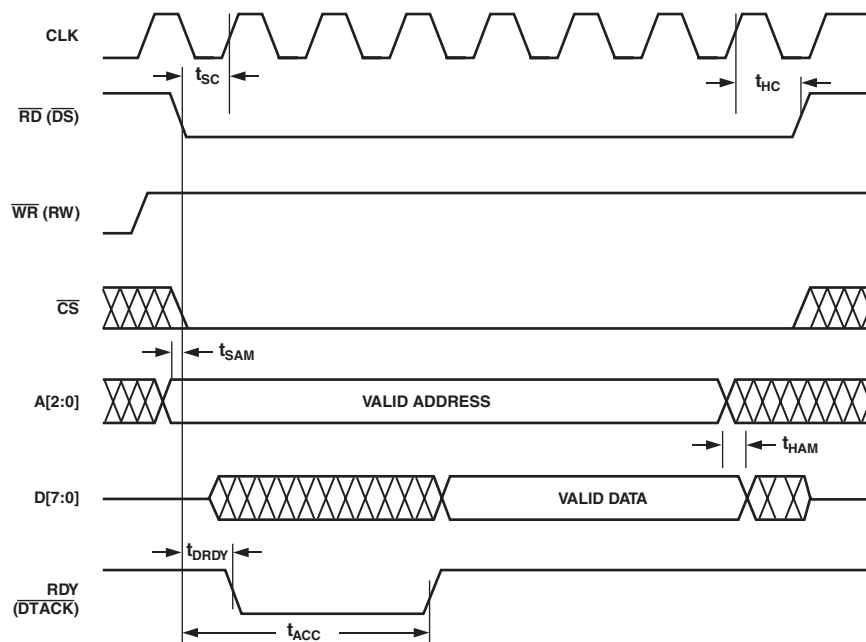 CLK
tSC
tHC
RD (DS)
WR (RW)
CS
tSAM
A[2:0]
VALID ADDRESS
tHAM
D[7:0]
VALID DATA
tDRDY
RDY
(DTACK)
tACC